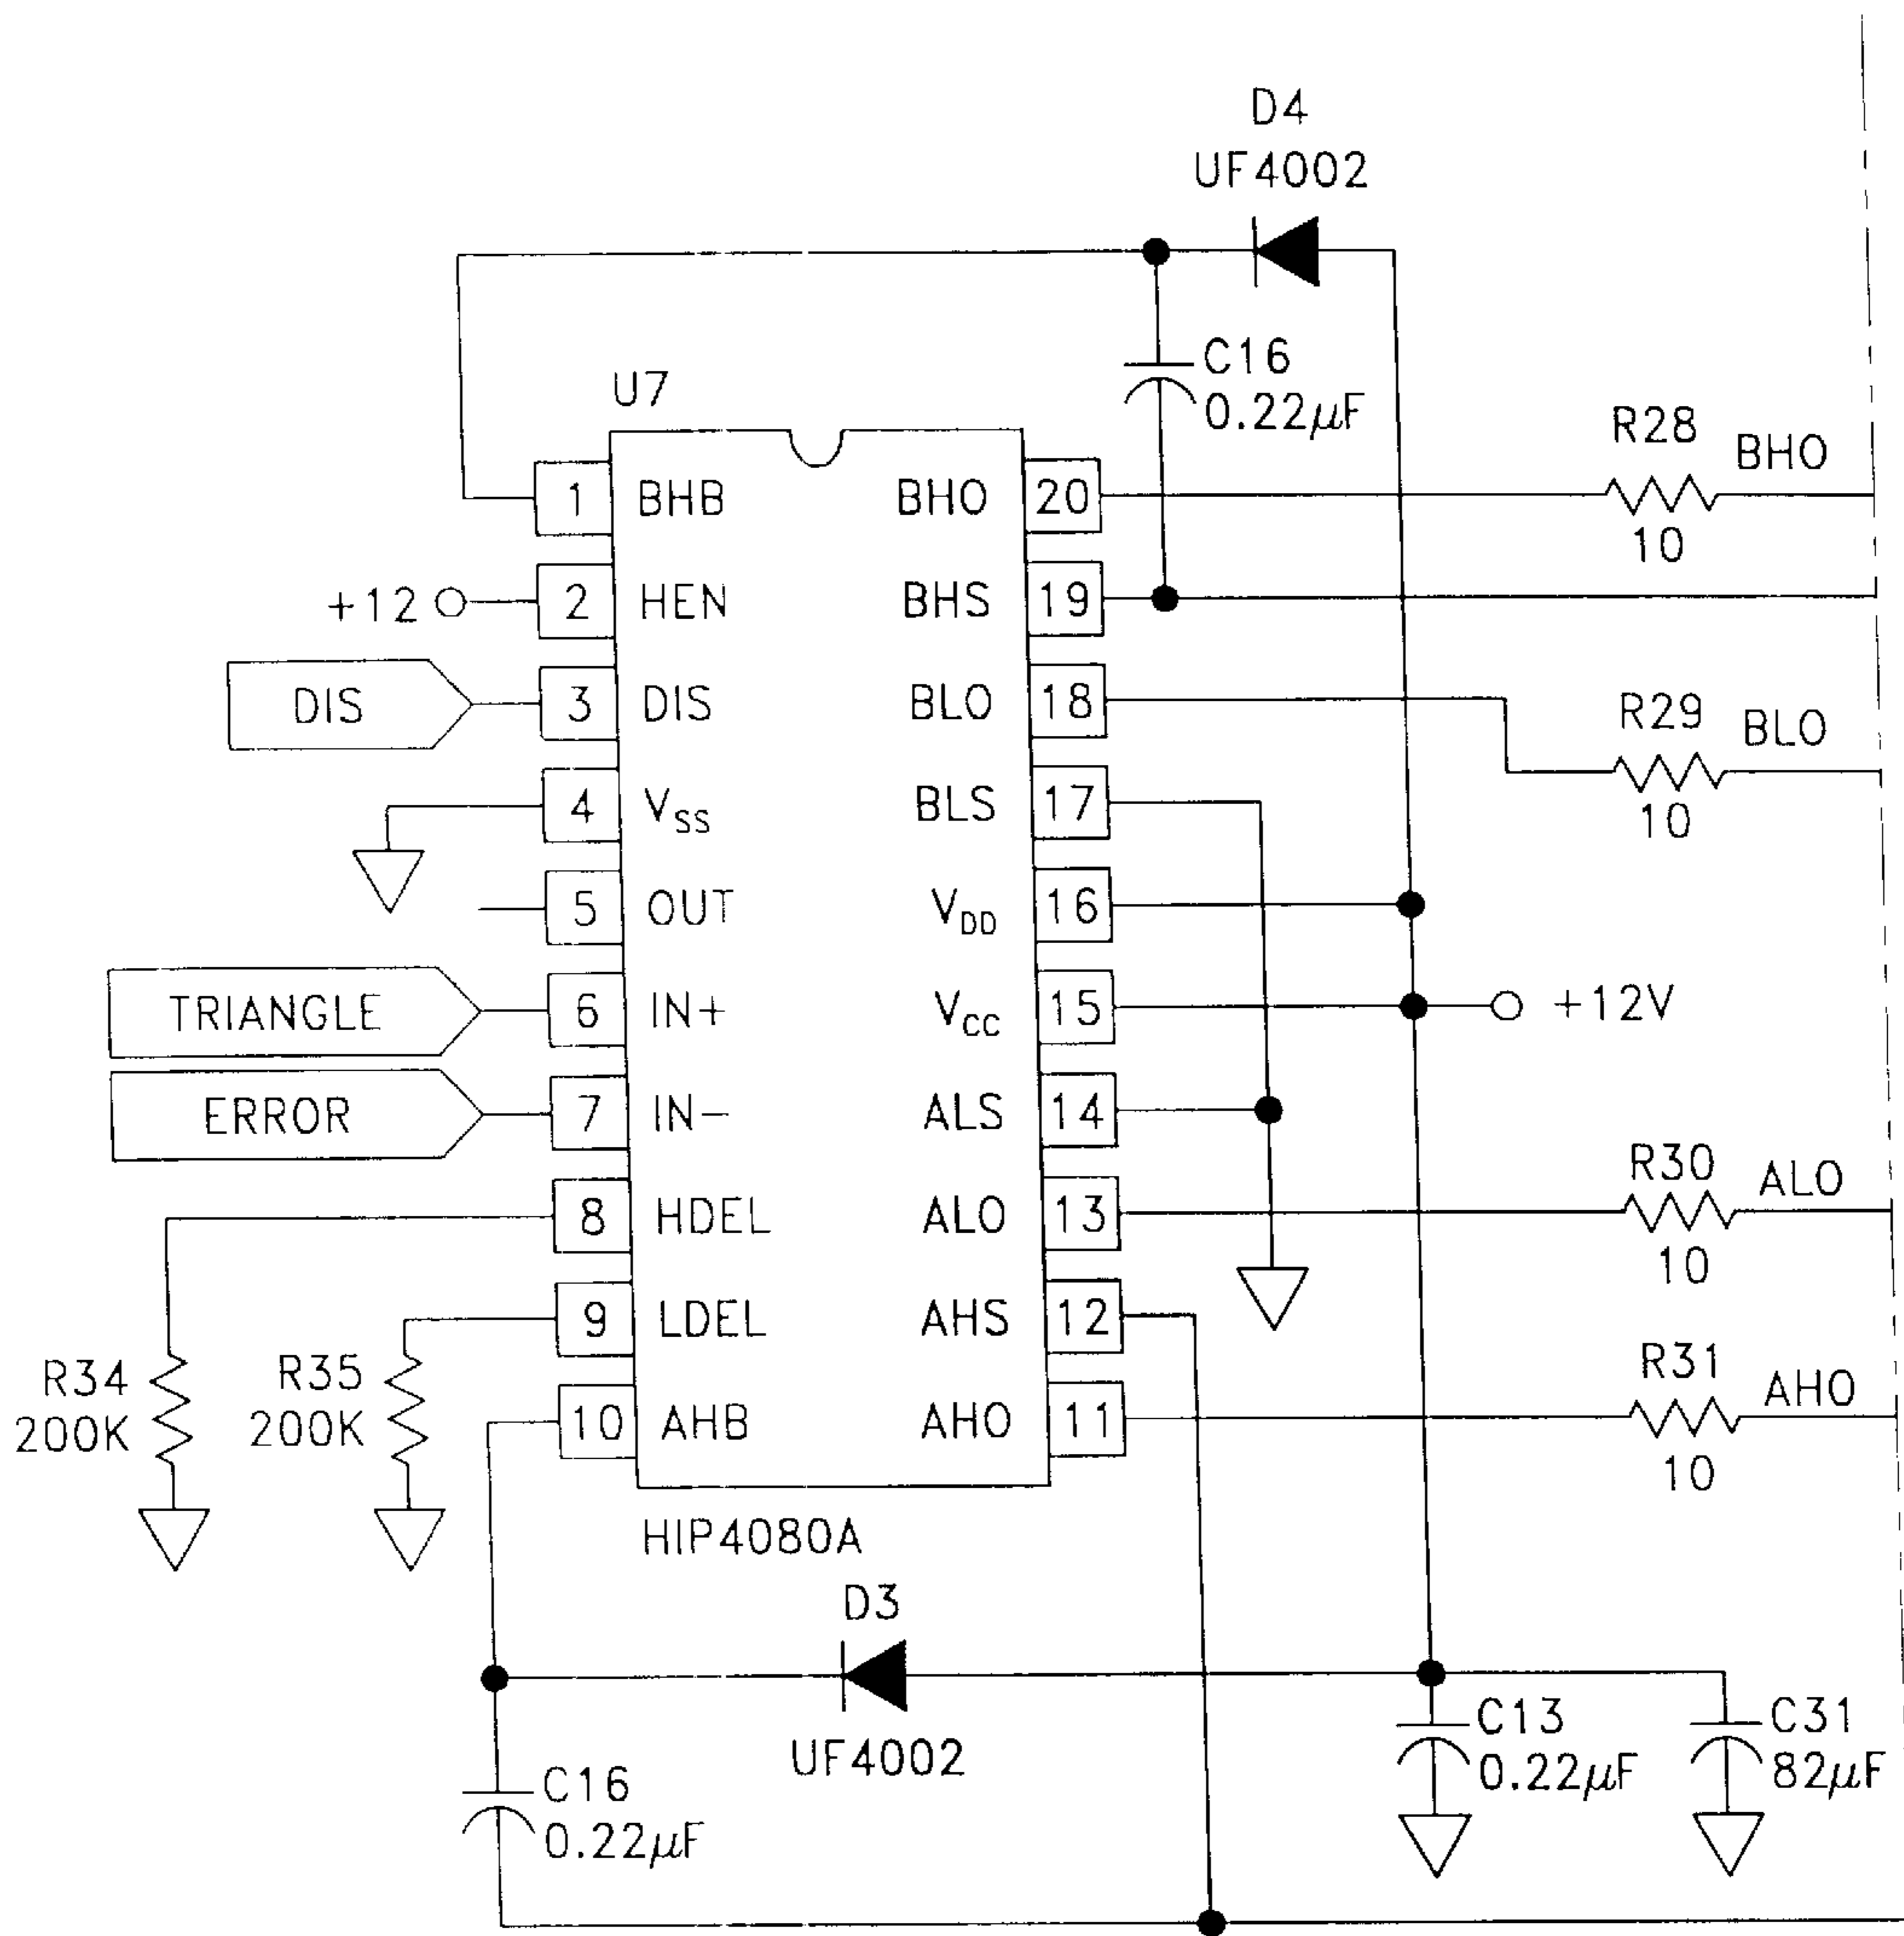 D4
UF4002
C16
0.22μF
U7
R28
BHO
10
1 BHB BHO 20
+12 2 HEN BHS 19
DIS 3 DIS BLO 18
R29
BLO
10
4 VSS BLS 17
5 OUT VDD 16
TRIANGLE 6 IN+ VCC 15 +12V
ERROR 7 IN− ALS 14
R30
ALO
10
8 HDEL ALO 13
9 LDEL AHS 12
R34
200K
R35
200K
R31
AHO
10
10 AHB AHO 11
HIP4080A
D3
UF4002
C13
0.22μF
C31
82μF
C16
0.22μF